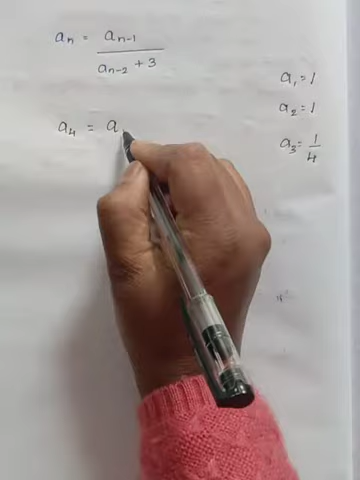 aₙ = aₙ₋₁ / aₙ₋₂ + 3
a₁ = 1
a₂ = 1
a₃ = 1/4
a₄ = a